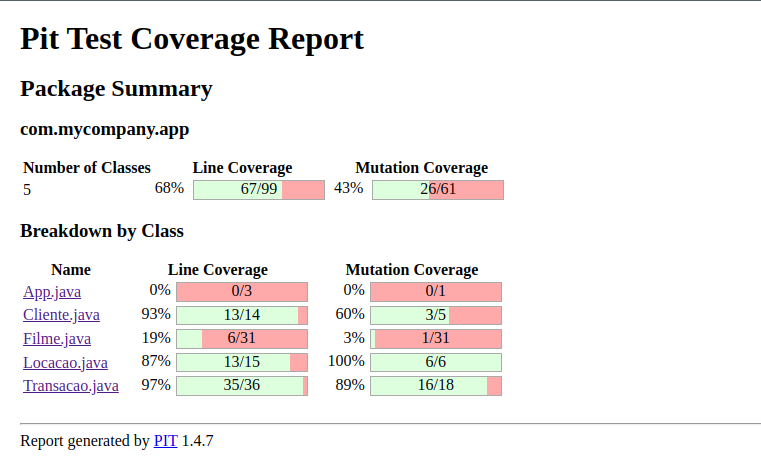 Pit Test Coverage Report
Package Summary
com.mycompany.app
Number of Classes Line Coverage Mutation Coverage
5 68% 67/99 43% 26/61
Breakdown by Class
Name Line Coverage Mutation Coverage
App.java 0% 0/3 0% 0/1
Cliente.java 93% 13/14 60% 3/5
Filme.java 19% 6/31 3% 1/31
Locacao.java 87% 13/15 100% 6/6
Transacao.java 97% 35/36 89% 16/18
Report generated by PIT 1.4.7